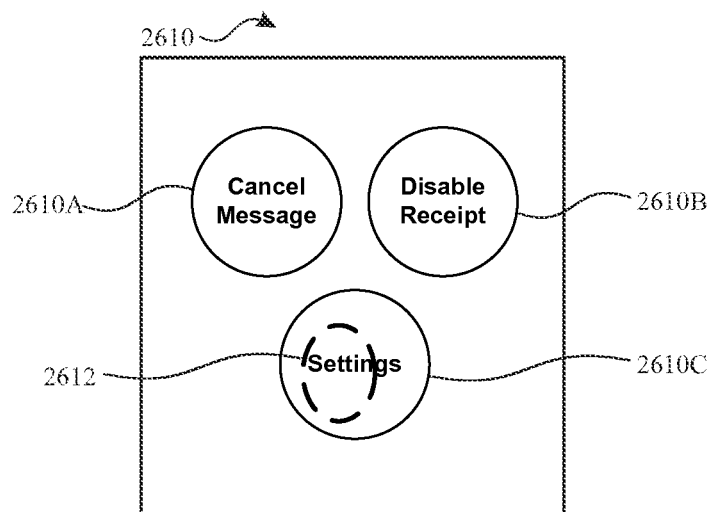 2610
Cancel
Message
Disable
Receipt
2610A
2610B
Settings
2612
2610C